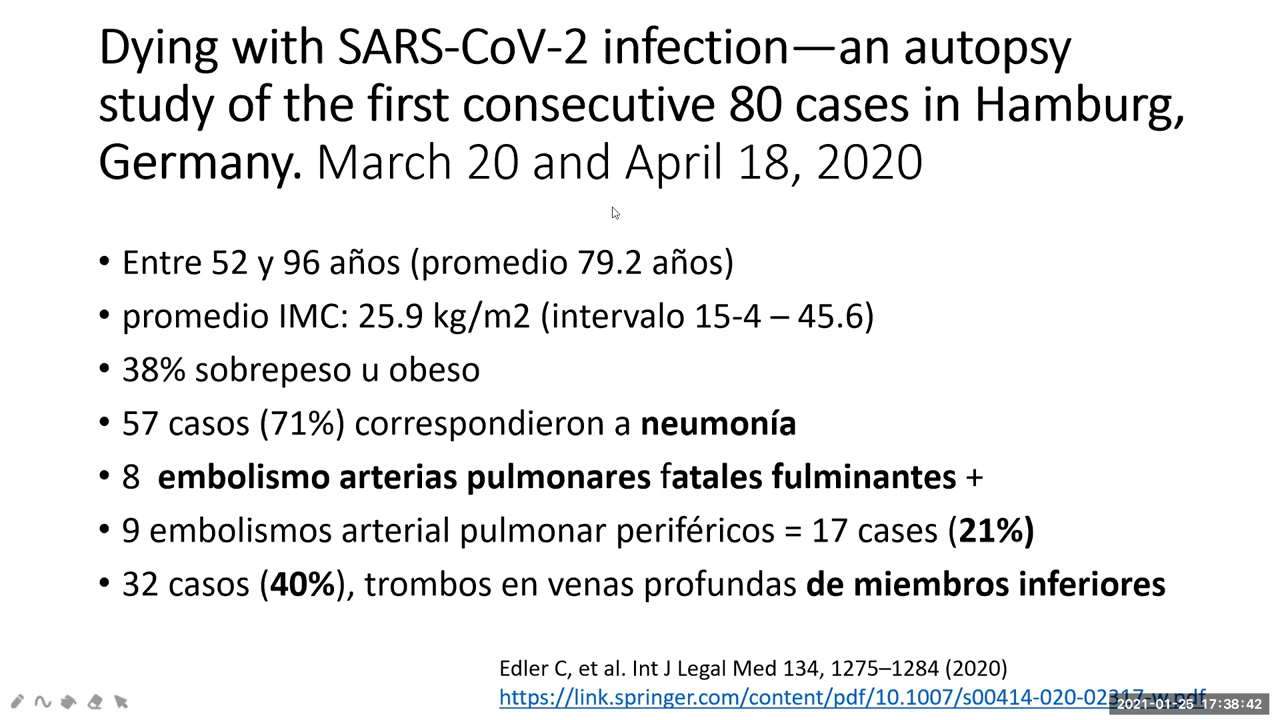 Dying with SARS-CoV-2 infection—an autopsy
study of the first consecutive 80 cases in Hamburg,
Germany. March 20 and April 18, 2020
• Entre 52 y 96 años (promedio 79.2 años)
• promedio IMC: 25.9 kg/m2 (intervalo 15-4 – 45.6)
• 38% sobrepeso u obeso
• 57 casos (71%) correspondieron a neumonía
• 8 embolismo arterias pulmonares fatales fulminantes +
• 9 embolismos arterial pulmonar periféricos = 17 cases (21%)
• 32 casos (40%), trombos en venas profundas de miembros inferiores
Edler C, et al. Int J Legal Med 134, 1275–1284 (2020)
https://link.springer.com/content/pdf/10.1007/s00414-020-02317-w.pdf
2021-01-25 17:38:42